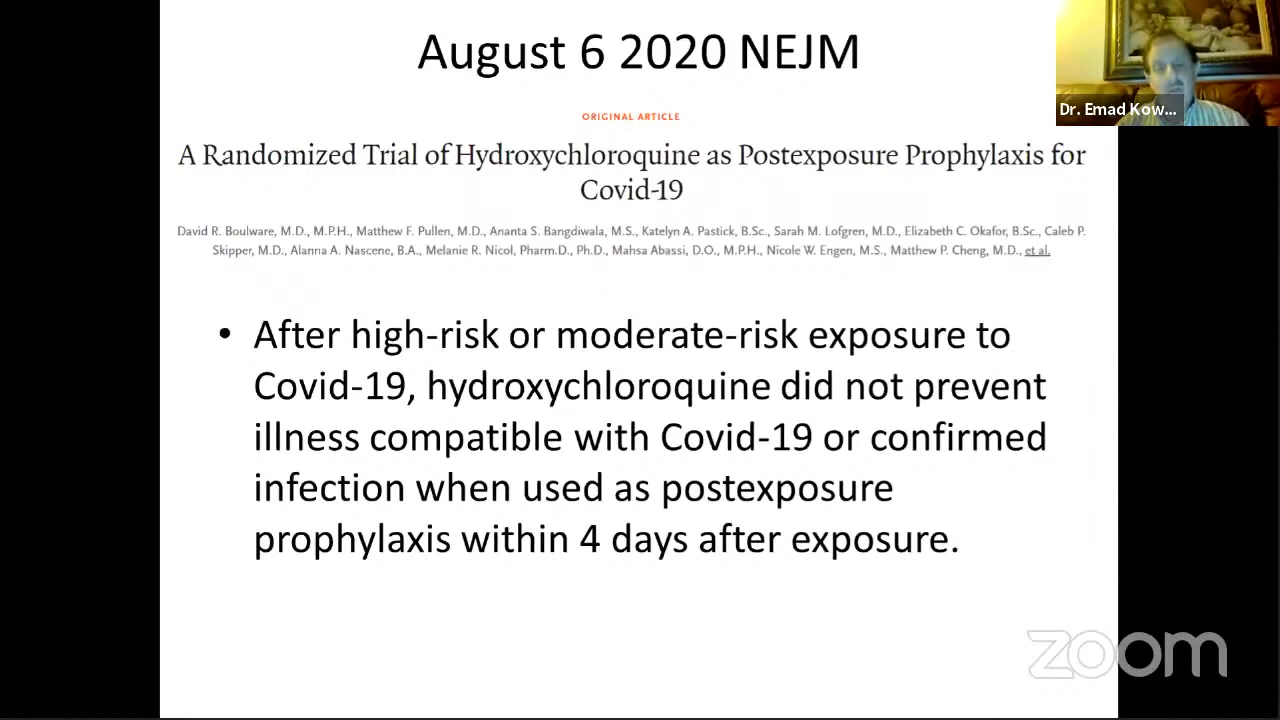 August 6 2020 NEJM
Dr. Emad Kow...
ORIGINAL ARTICLE
A Randomized Trial of Hydroxychloroquine as Postexposure Prophylaxis for
Covid-19
David R. Boulware, M.D., M.P.H., Matthew F. Pullen, M.D., Ananta S. Bangdiwala, M.S., Katelyn A. Pastick, B.Sc., Sarah M. Lofgren, M.D., Elizabeth C. Okafor, B.Sc., Caleb P.
Skipper, M.D., Alanna A. Nascene, B.A., Melanie R. Nicol, Pharm.D., Ph.D., Mahsa Abassi, D.O., M.P.H., Nicole W. Engen, M.S., Matthew P. Cheng, M.D., et al.
• After high-risk or moderate-risk exposure to
Covid-19, hydroxychloroquine did not prevent
illness compatible with Covid-19 or confirmed
infection when used as postexposure
prophylaxis within 4 days after exposure.
zoom